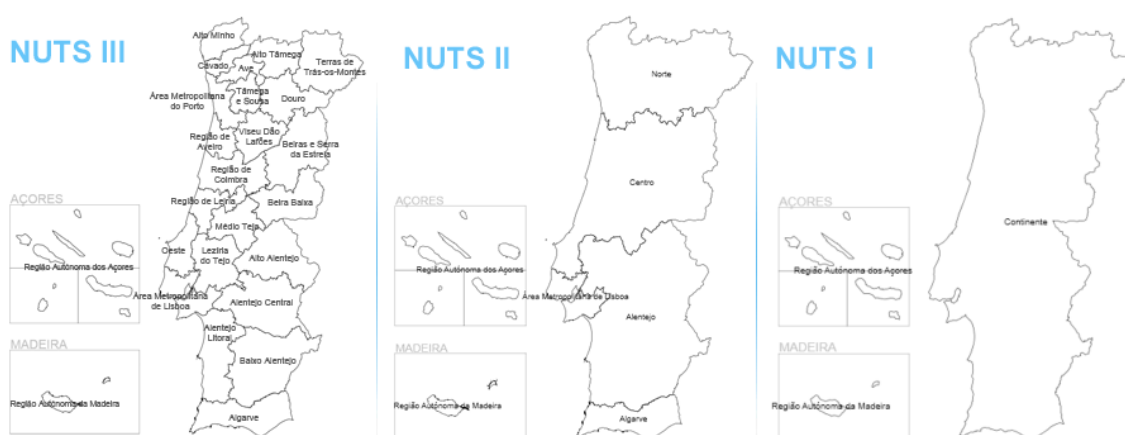 NUTS III
Alto Minho
Alto Tâmega
Terras de
Trás-os-Montes
Cávado
Ave
Tâmega
e Sousa
Douro
Área Metropolitana
do Porto
Região de
Aveiro
Viseu Dão
Lafões
Beiras e Serra
da Estrela
Região de
Coimbra
Região de Leiria
Beira Baixa
Médio Tejo
Oeste
Lezíria
do Tejo
Alto Alentejo
Área Metropolitana
de Lisboa
Alentejo Central
Alentejo
Litoral
Baixo Alentejo
Algarve
AÇORES
Região Autónoma dos Açores
MADEIRA
Região Autónoma da Madeira
NUTS II
Norte
Centro
Área Metropolitana de Lisboa
Alentejo
Algarve
AÇORES
Região Autónoma dos Açores
MADEIRA
Região Autónoma da Madeira
NUTS I
Continente
AÇORES
Região Autónoma dos Açores
MADEIRA
Região Autónoma da Madeira